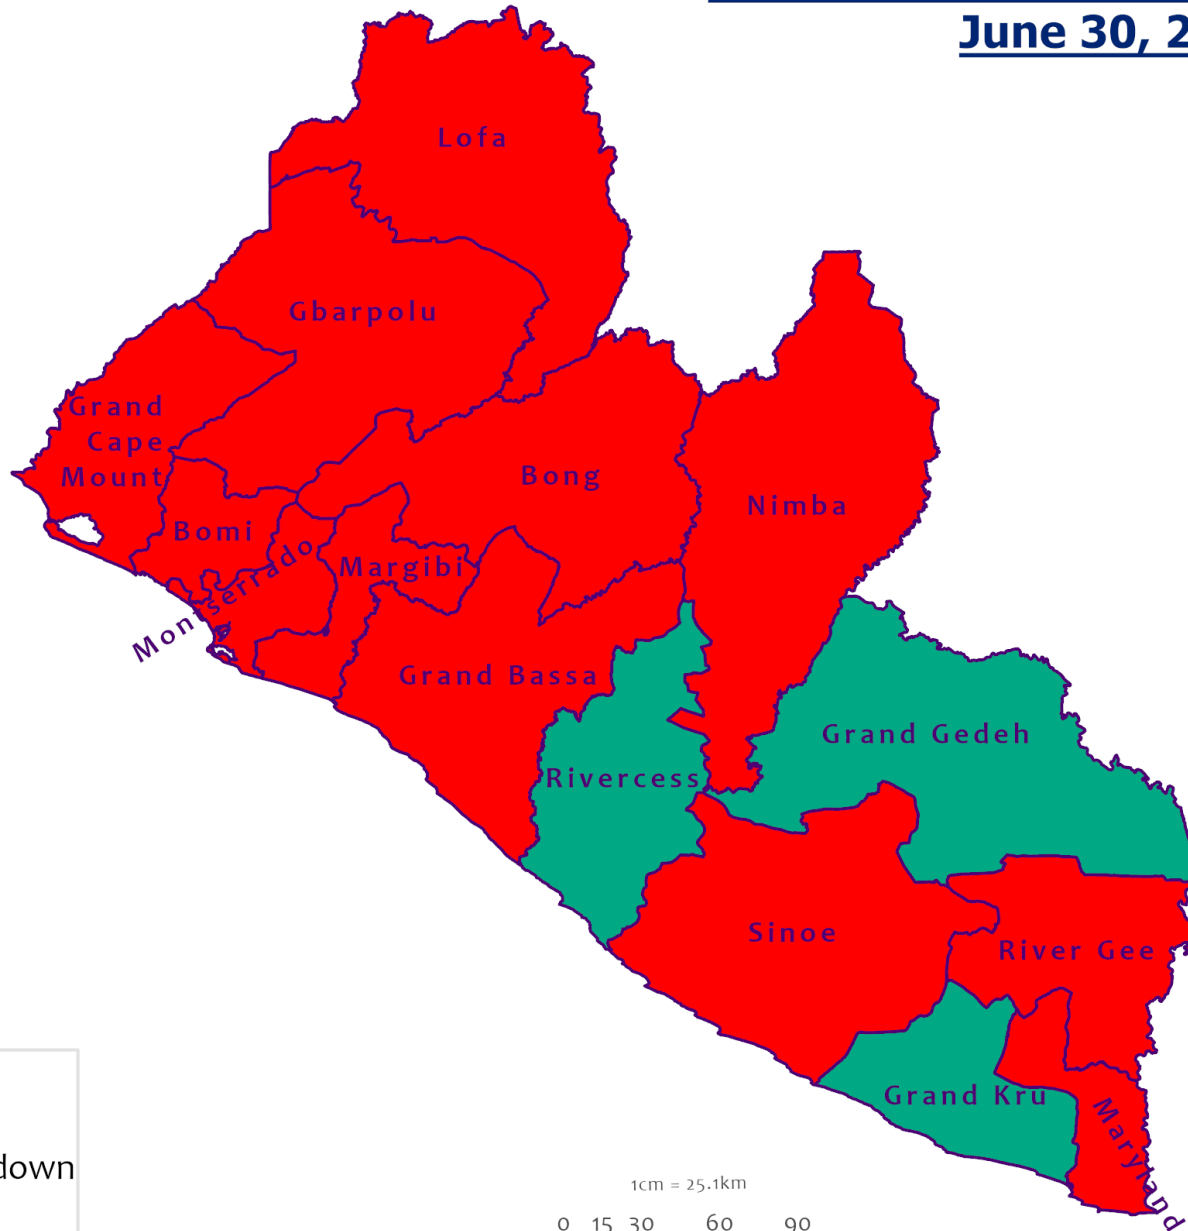 June 30, 2
Lofa
Gbarpolu
Grand
Cape
Mount
Bong
Nimba
Bomi
Montserrado
Margibi
Grand Bassa
Grand Gedeh
Rivercess
Sinoe
River Gee
Grand Kru
Maryland
down
1cm = 25.1km
0 15 30 60 90